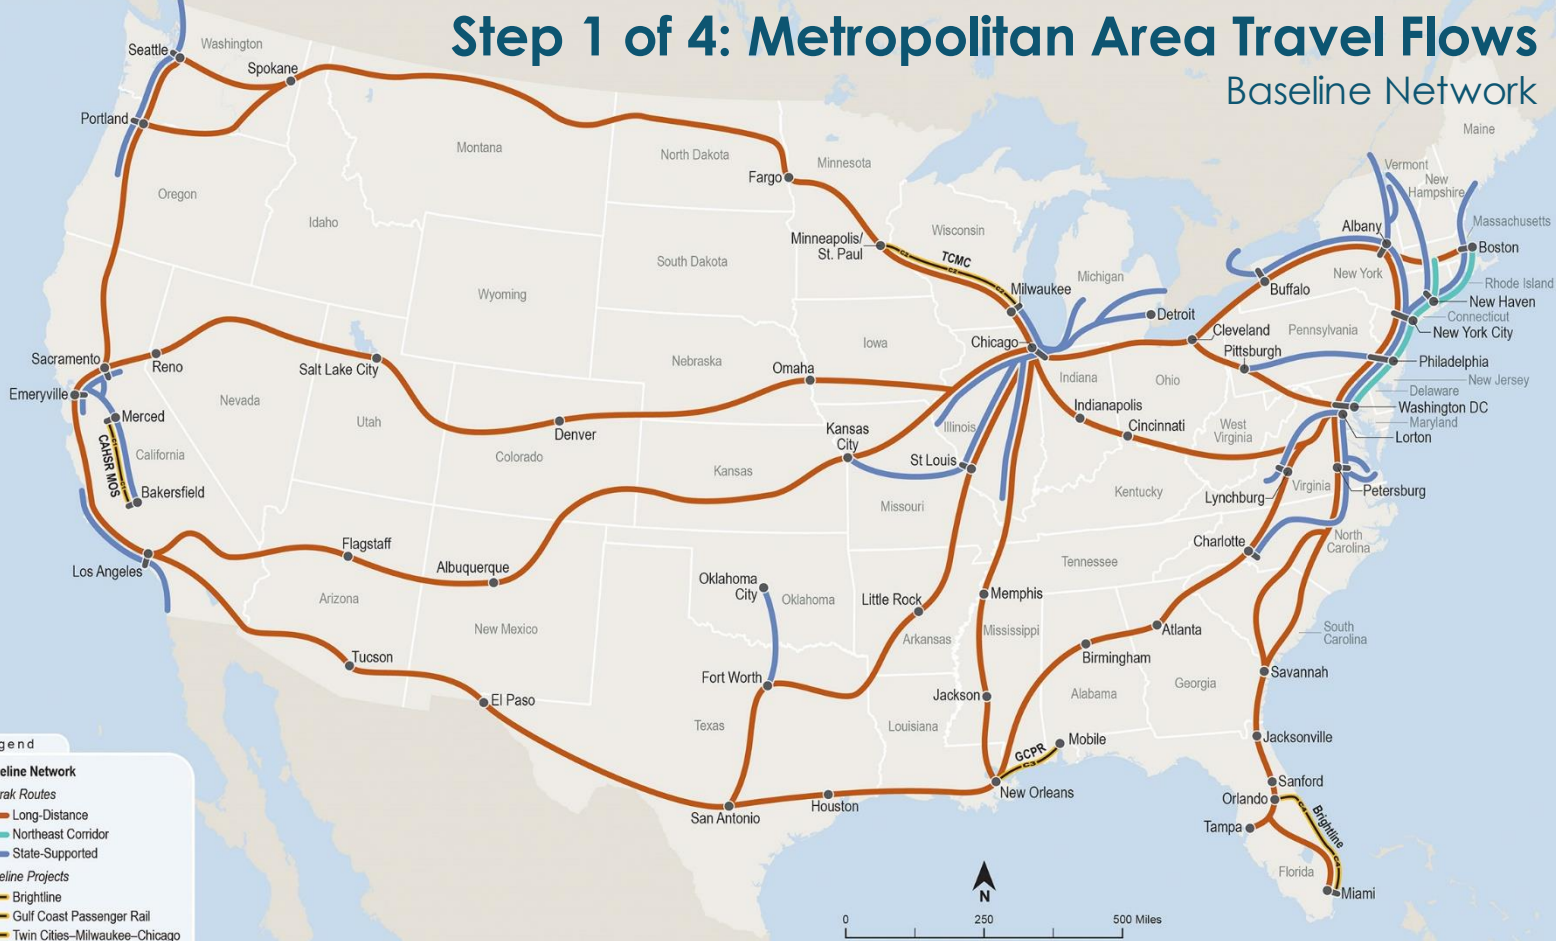 Step 1 of 4: Metropolitan Area Travel Flows
Baseline Network
Seattle
Washington
Spokane
Portland
Oregon
Idaho
Montana
North Dakota
Minnesota
Fargo
Minneapolis/
St. Paul
Wisconsin
TCMC
Michigan
Milwaukee
Maine
Vermont
New
Hampshire
Massachusetts
Albany
Boston
New York
Rhode Island
Buffalo
New Haven
Connecticut
New York City
South Dakota
Wyoming
Detroit
Cleveland
Pennsylvania
Pittsburgh
Philadelphia
New Jersey
Delaware
Washington DC
Maryland
Lorton
Chicago
Iowa
Nebraska
Omaha
Sacramento
Reno
Salt Lake City
Emeryville
Merced
Nevada
Utah
Denver
Colorado
Kansas
City
Kansas
Illinois
Indiana
Ohio
Indianapolis
Cincinnati
West
Virginia
St Louis
CAHSR MOS
California
Bakersfield
Missouri
Kentucky
Lynchburg
Virginia
Petersburg
Los Angeles
Flagstaff
Albuquerque
Arizona
New Mexico
Oklahoma
City
Oklahoma
Little Rock
Arkansas
Memphis
Tennessee
Charlotte
North
Carolina
Mississippi
Atlanta
South
Carolina
Birmingham
Tucson
El Paso
Fort Worth
Texas
Jackson
Louisiana
Alabama
Georgia
Savannah
GCPR
Mobile
Jacksonville
New Orleans
San Antonio
Houston
Sanford
Orlando
Tampa
Brightline
Florida
Miami
gend
eline Network
rak Routes
Long-Distance
Northeast Corridor
State-Supported
eline Projects
Brightline
Gulf Coast Passenger Rail
Twin Cities–Milwaukee–Chicago
N
0 250 500 Miles